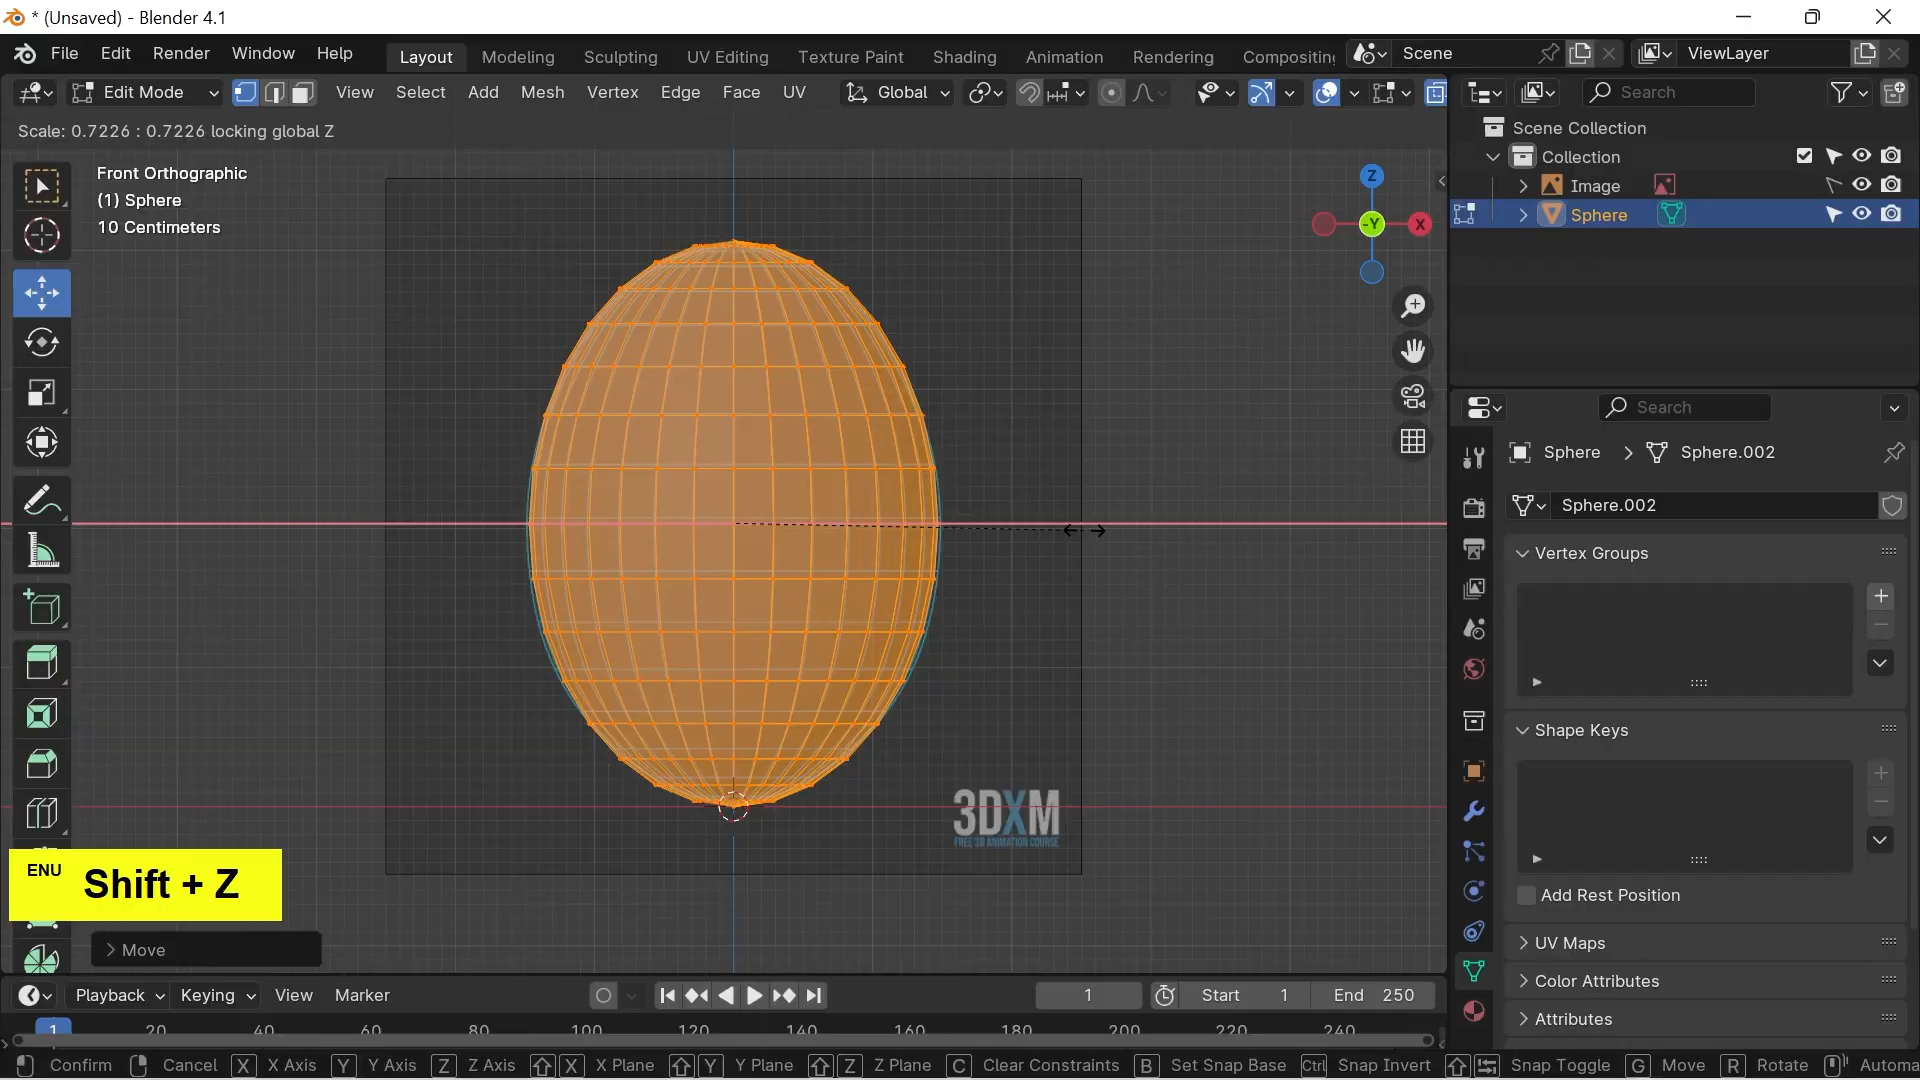 * (Unsaved) - Blender 4.1
File Edit Render Window Help Layout Modeling Sculpting UV Editing Texture Paint Shading Animation Rendering Compositing Scene ViewLayer
Edit Mode View Select Add Mesh Vertex Edge Face UV Global Search
Scale: 0.7226 : 0.7226 locking global Z
Scene Collection
Collection
Image
Sphere
Front Orthographic
(1) Sphere
10 Centimeters
Z
-Y
X
Search
Sphere > Sphere.002
Sphere.002
Vertex Groups
Shape Keys
Add Rest Position
UV Maps
Color Attributes
Attributes
3DXM
FREE 3D ANIMATION COURSE
ENU
Shift + Z
Move
Playback Keying View Marker 1 Start 1 End 250
1 20 40 60 80 100 120 140 160 180 200 220 240
Confirm Cancel X X Axis Y Y Axis Z Z Axis X X Plane Y Y Plane Z Z Plane C Clear Constraints B Set Snap Base Ctrl Snap Invert Snap Toggle G Move R Rotate Automa